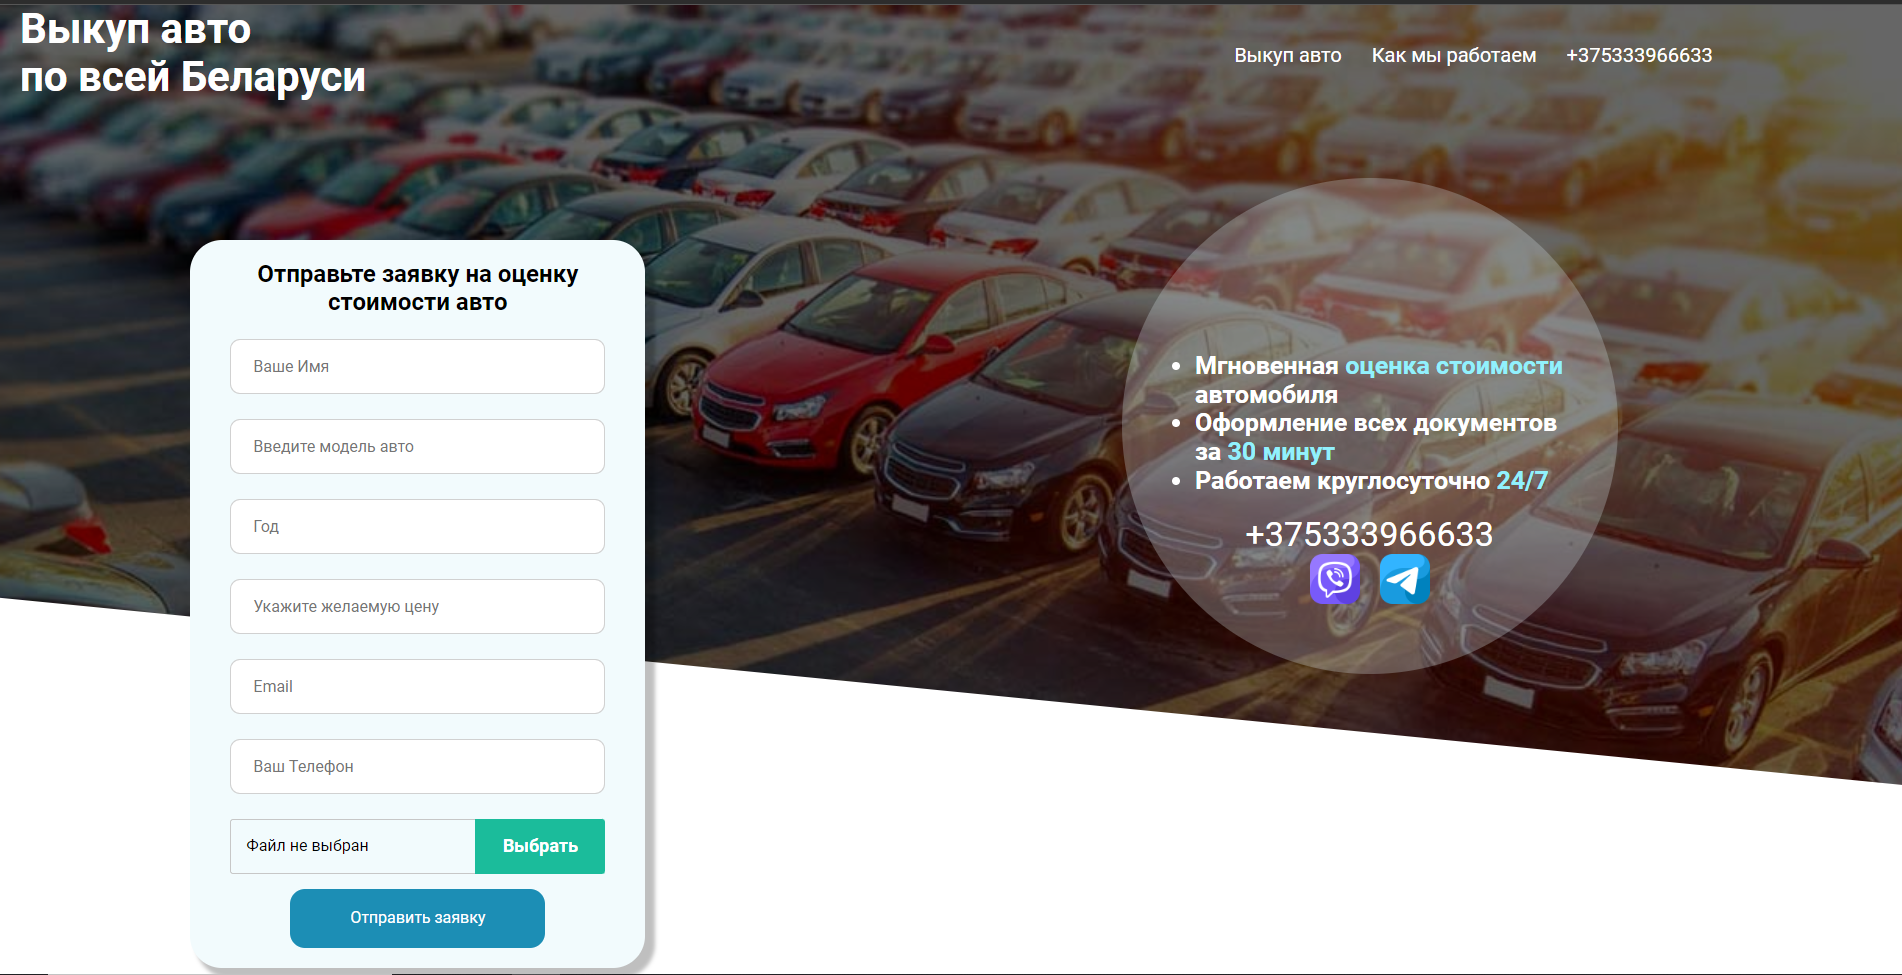 Выкуп авто
по всей Беларуси
Выкуп авто
Как мы работаем
+375333966633
Отправьте заявку на оценку
стоимости авто
Ваше Имя
Введите модель авто
Год
Укажите желаемую цену
Email
Ваш Телефон
Файл не выбран
Выбрать
Отправить заявку
Мгновенная оценка стоимости
автомобиля
Оформление всех документов
за 30 минут
Работаем круглосуточно 24/7
+375333966633